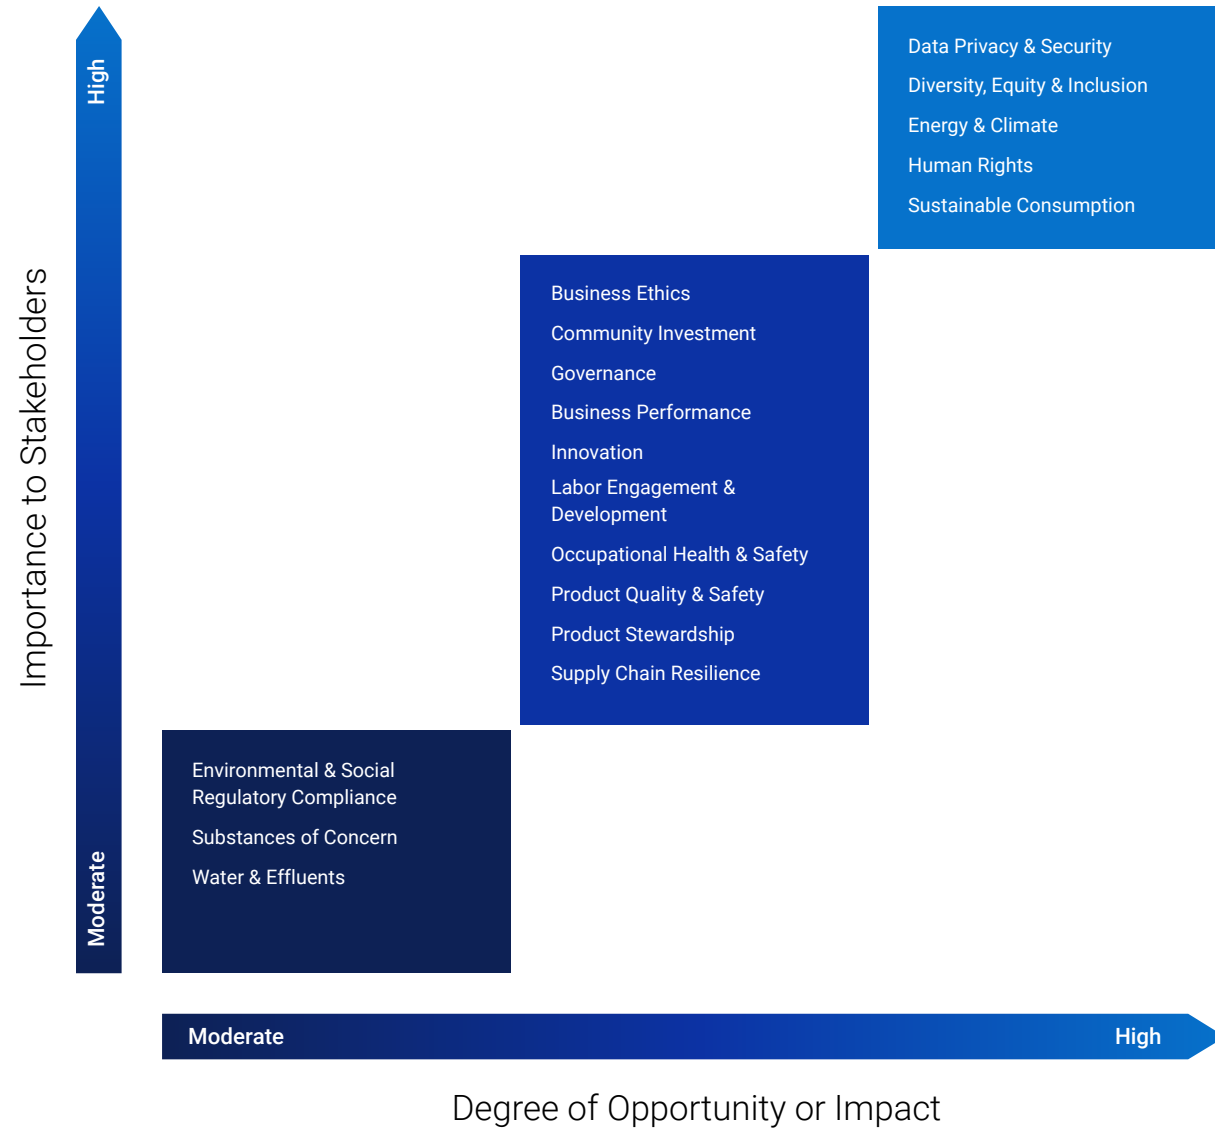 High
Moderate
Importance to Stakeholders
Data Privacy & Security
Diversity, Equity & Inclusion
Energy & Climate
Human Rights
Sustainable Consumption
Business Ethics
Community Investment
Governance
Business Performance
Innovation
Labor Engagement &
Development
Occupational Health & Safety
Product Quality & Safety
Product Stewardship
Supply Chain Resilience
Environmental & Social
Regulatory Compliance
Substances of Concern
Water & Effluents
Moderate
High
Degree of Opportunity or Impact